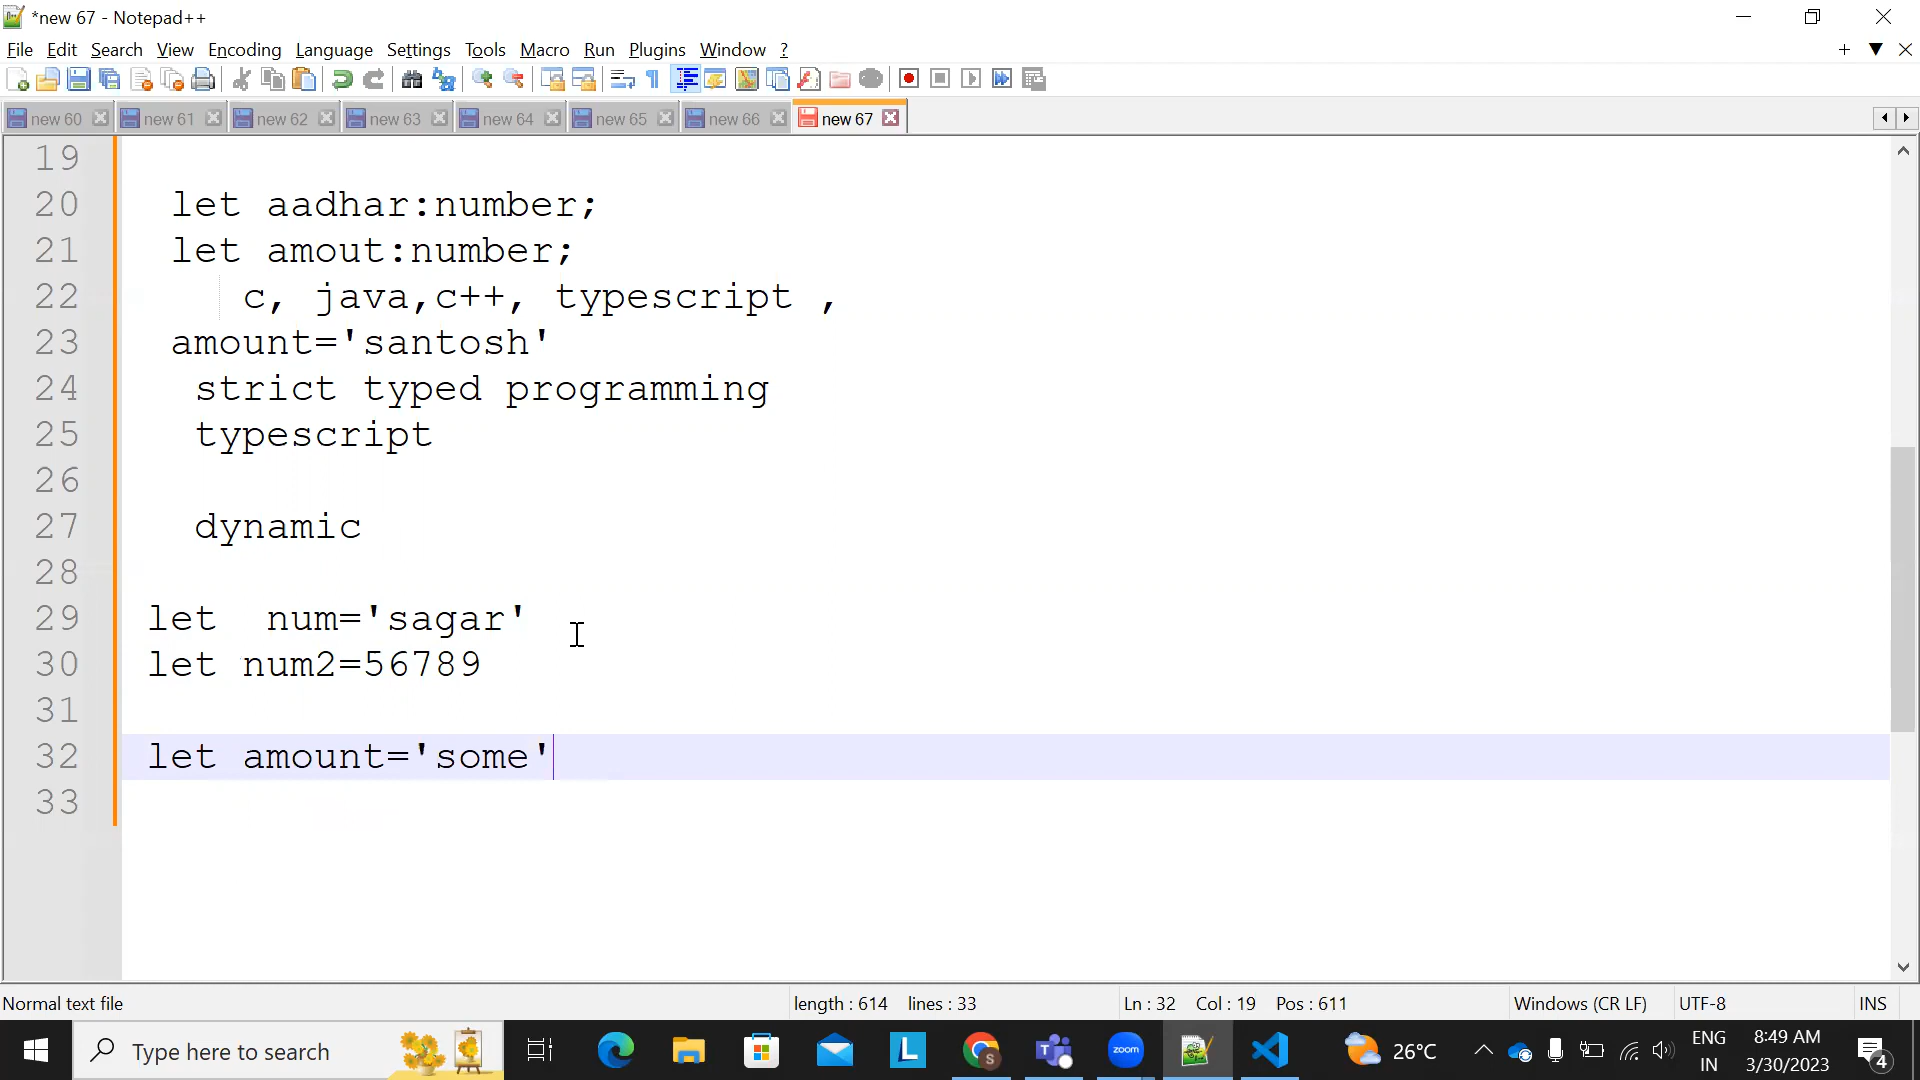 *new 67 - Notepad++
File Edit Search View Encoding Language Settings Tools Macro Run Plugins Window ?
new 60 new 61 new 62 new 63 new 64 new 65 new 66 new 67
19
20 let aadhar:number;
21 let amout:number;
22 c, java,c++, typescript ,
23 amount='santosh'
24 strict typed programming
25 typescript
26
27 dynamic
28
29 let  num='sagar'
30 let num2=56789
31
32 let amount='some'
33
Normal text file length : 614 lines : 33 Ln : 32 Col : 19 Pos : 611 Windows (CR LF) UTF-8 INS
Type here to search L S T zoom 26°C ENG 8:49 AM
IN 3/30/2023 4